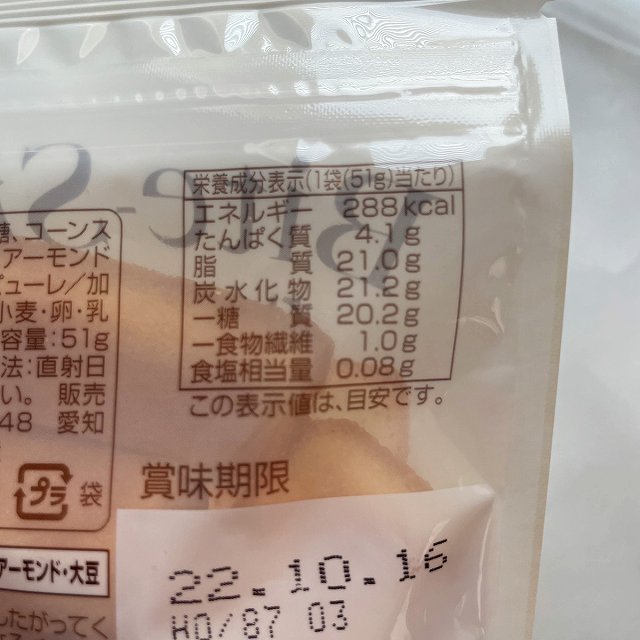 栄養成分表示(1袋(51g)当たり)
エネルギー 288kcal
たんぱく質 4.1g
脂質 21.0g
炭水化物 21.2g
－糖質 20.2g
－食物繊維 1.0g
食塩相当量 0.08g
この表示値は、目安です。
糖、コーンス
アーモンド
ピューレ/加
小麦・卵・乳
容量:51g
法:直射日
い。 販売
48 愛知
プラ 袋
賞味期限
アーモンド・大豆
22.10.16
HO/87 03
したがってく